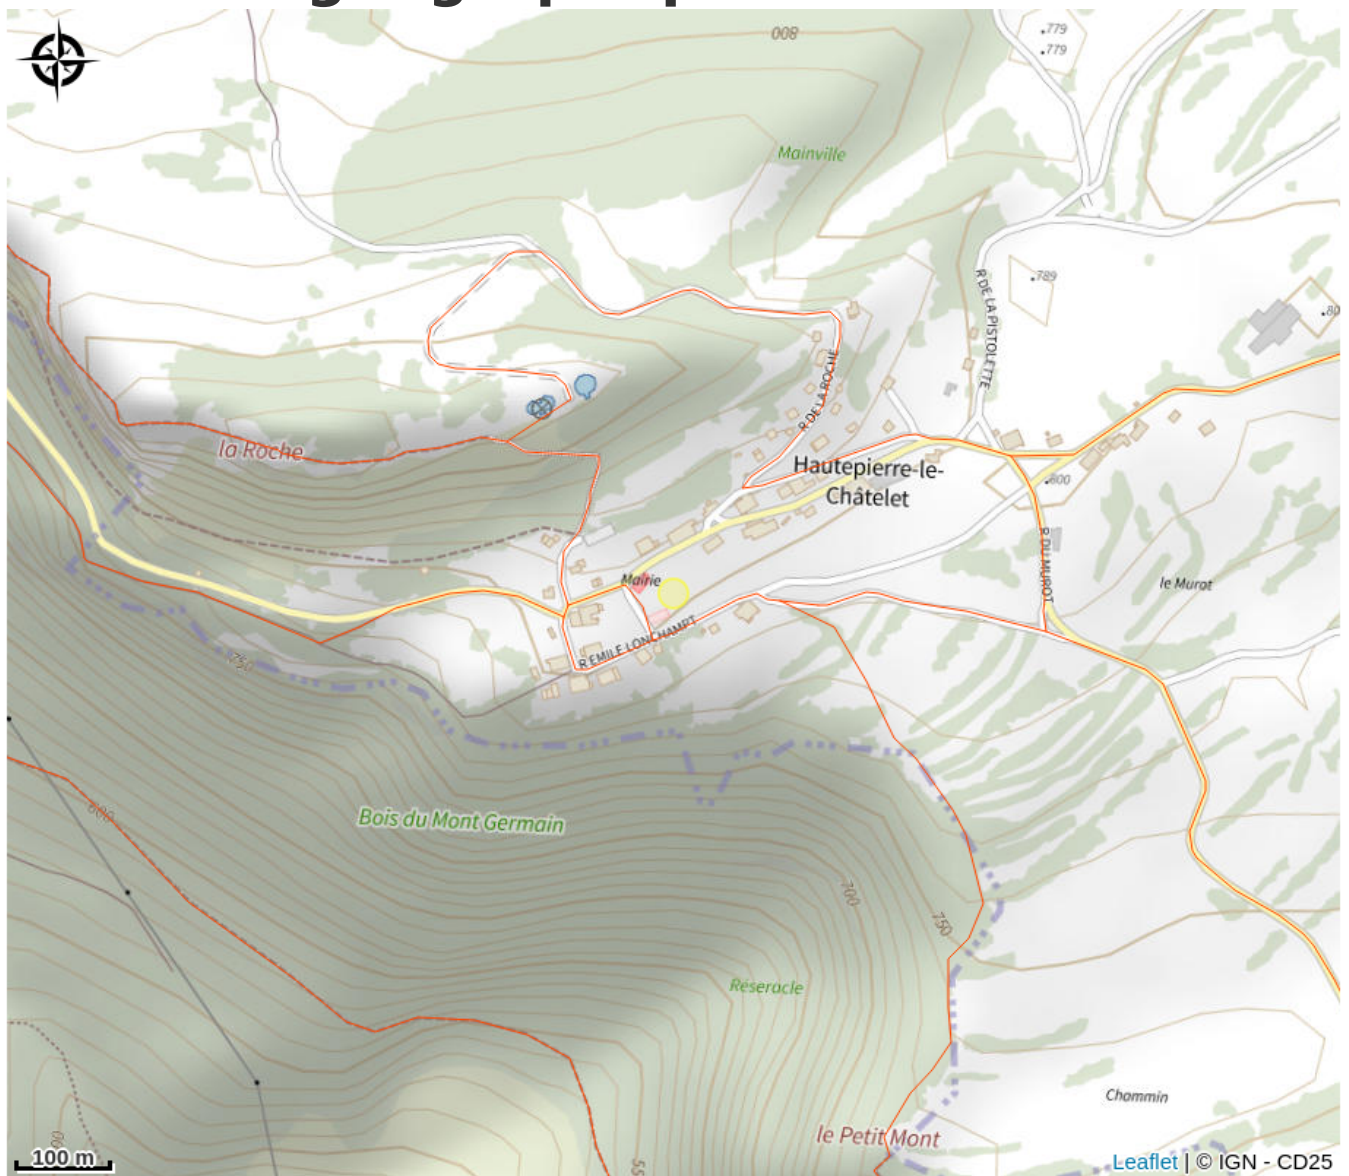 800
779
779
Mainville
789
R DE LA PISTOLETTE
80
R DE LA ROCHE
la Roche
Hautepierre-le-
Châtelet
800
R DU MUROT
Mairie
le Murot
R EMILE LONCHAMPT
750
600
Bois du Mont Germain
700
750
Réseracle
Chammin
le Petit Mont
100 m
Leaflet | © IGN - CD25